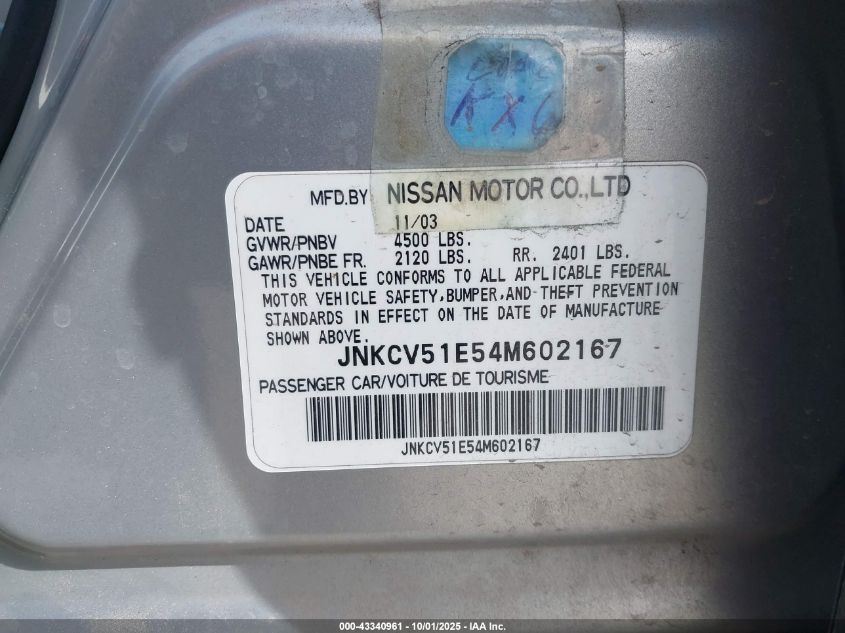 KX6
MFD.BY NISSAN MOTOR CO.,LTD
DATE 11/03
GVWR/PNBV 4500 LBS.
GAWR/PNBE FR. 2120 LBS. RR. 2401 LBS.
THIS VEHICLE CONFORMS TO ALL APPLICABLE FEDERAL
MOTOR VEHICLE SAFETY,BUMPER,AND THEFT PREVENTION
STANDARDS IN EFFECT ON THE DATE OF MANUFACTURE
SHOWN ABOVE.
JNKCV51E54M602167
PASSENGER CAR/VOITURE DE TOURISME
JNKCV51E54M602167
000-43340961 - 10/01/2025 - IAA Inc.